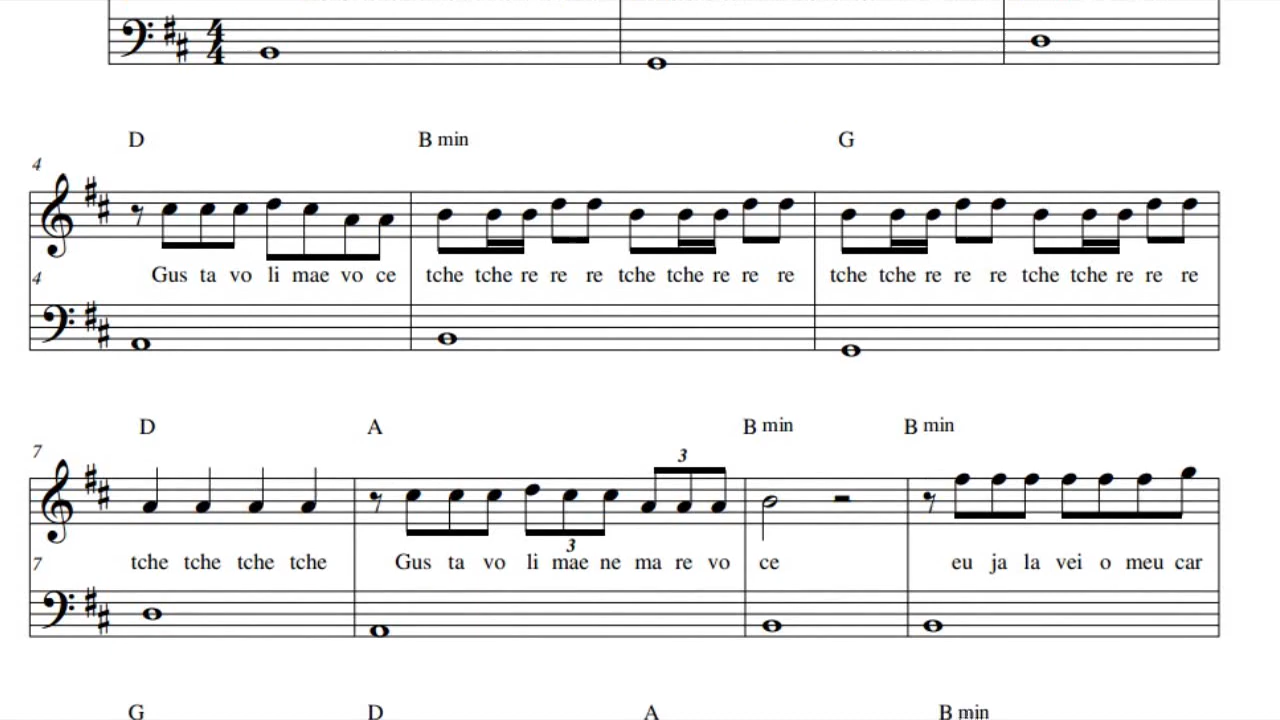 4
4
D B min G
4
Gus ta vo li mae vo ce tche tche re re re tche tche re re re tche tche re re re tche tche re re re
4
D A B min B min
7
3
3
tche tche tche tche Gus ta vo li mae ne ma re vo ce eu ja la vei o meu car
7
G D A B min